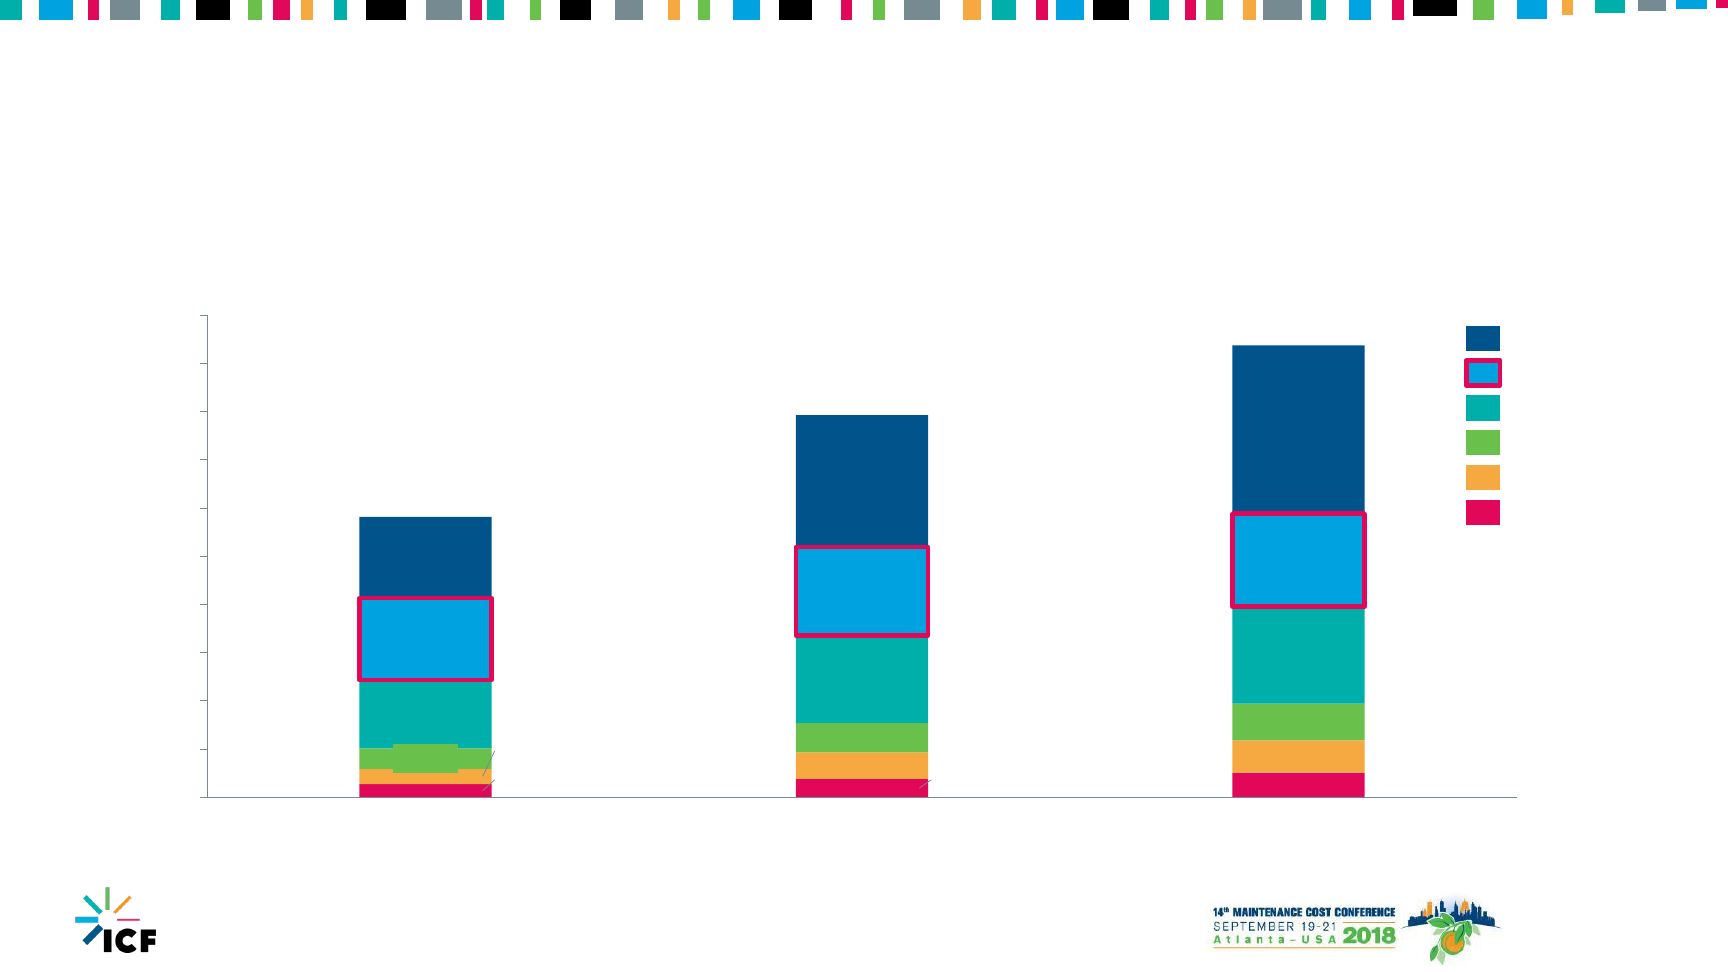 ICF
14th MAINTENANCE COST CONFERENCE
SEPTEMBER 19-21
Atlanta-USA 2018